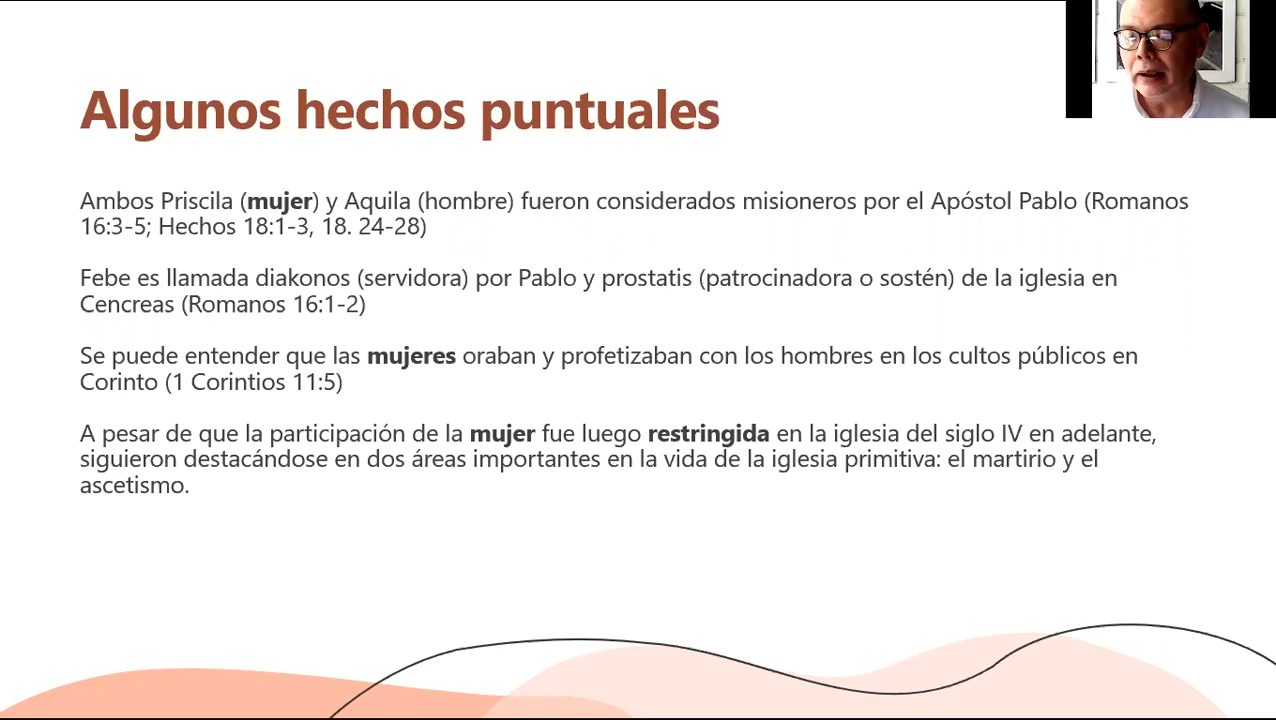 Algunos hechos puntuales
Ambos Priscila (mujer) y Aquila (hombre) fueron considerados misioneros por el Apóstol Pablo (Romanos
16:3-5; Hechos 18:1-3, 18. 24-28)
Febe es llamada diakonos (servidora) por Pablo y prostatis (patrocinadora o sostén) de la iglesia en
Cencreas (Romanos 16:1-2)
Se puede entender que las mujeres oraban y profetizaban con los hombres en los cultos públicos en
Corinto (1 Corintios 11:5)
A pesar de que la participación de la mujer fue luego restringida en la iglesia del siglo IV en adelante,
siguieron destacándose en dos áreas importantes en la vida de la iglesia primitiva: el martirio y el
ascetismo.